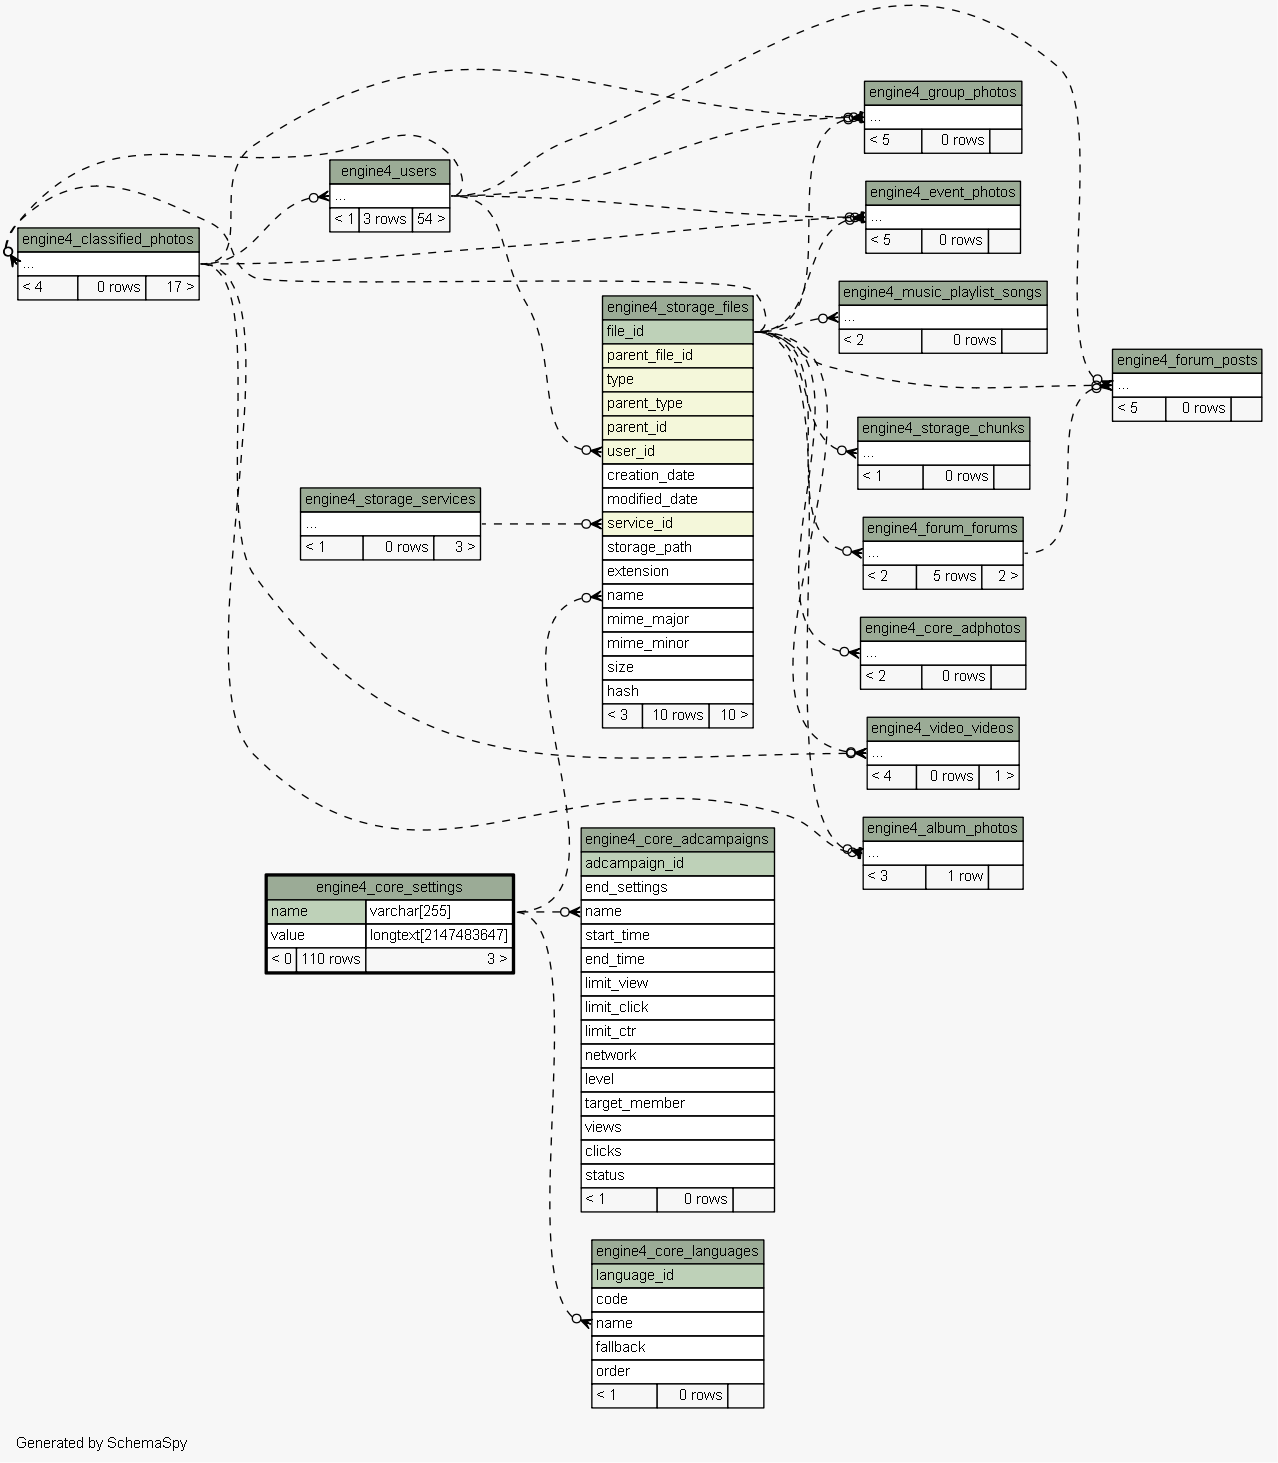 engine4_group_photos
...
< 5 0 rows
engine4_users
...
< 1 3 rows 54 >
engine4_event_photos
...
< 5 0 rows
engine4_classified_photos
...
< 4 0 rows 17 >
engine4_music_playlist_songs
...
< 2 0 rows
engine4_storage_files
file_id
parent_file_id
type
parent_type
parent_id
user_id
creation_date
modified_date
service_id
storage_path
extension
name
mime_major
mime_minor
size
hash
< 3 10 rows 10 >
engine4_forum_posts
...
< 5 0 rows
engine4_storage_chunks
...
< 1 0 rows
engine4_storage_services
...
< 1 0 rows 3 >
engine4_forum_forums
...
< 2 5 rows 2 >
engine4_core_adphotos
...
< 2 0 rows
engine4_video_videos
...
< 4 0 rows 1 >
engine4_album_photos
...
< 3 1 row
engine4_core_adcampaigns
adcampaign_id
end_settings
name
start_time
end_time
limit_view
limit_click
limit_ctr
network
level
target_member
views
clicks
status
< 1 0 rows
engine4_core_settings
name varchar[255]
value longtext[2147483647]
< 0 110 rows 3 >
engine4_core_languages
language_id
code
name
fallback
order
< 1 0 rows
Generated by SchemaSpy